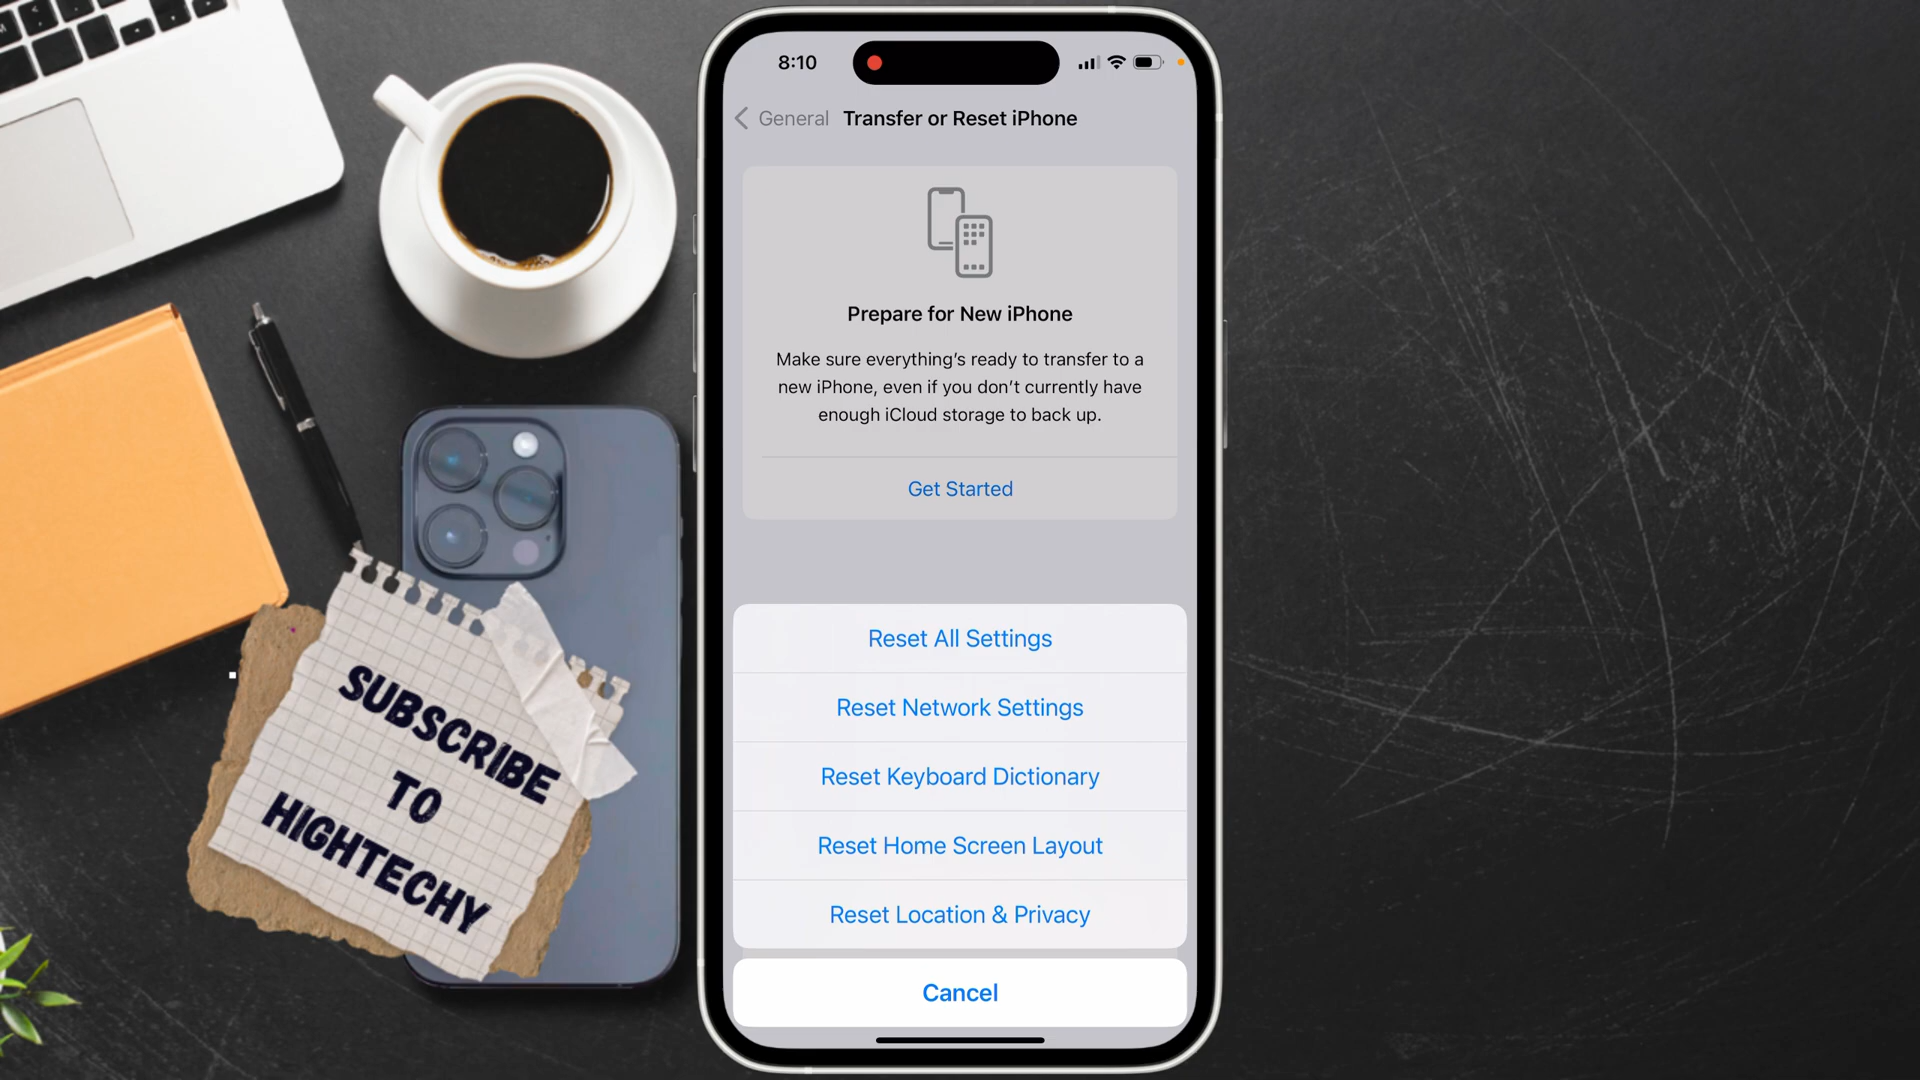 8:10
General
Transfer or Reset iPhone
Prepare for New iPhone
Make sure everything's ready to transfer to a
new iPhone, even if you don't currently have
enough iCloud storage to back up.
Get Started
Reset All Settings
Reset Network Settings
Reset Keyboard Dictionary
Reset Home Screen Layout
Reset Location & Privacy
Cancel
SUBSCRIBE
TO
HIGHTECHY